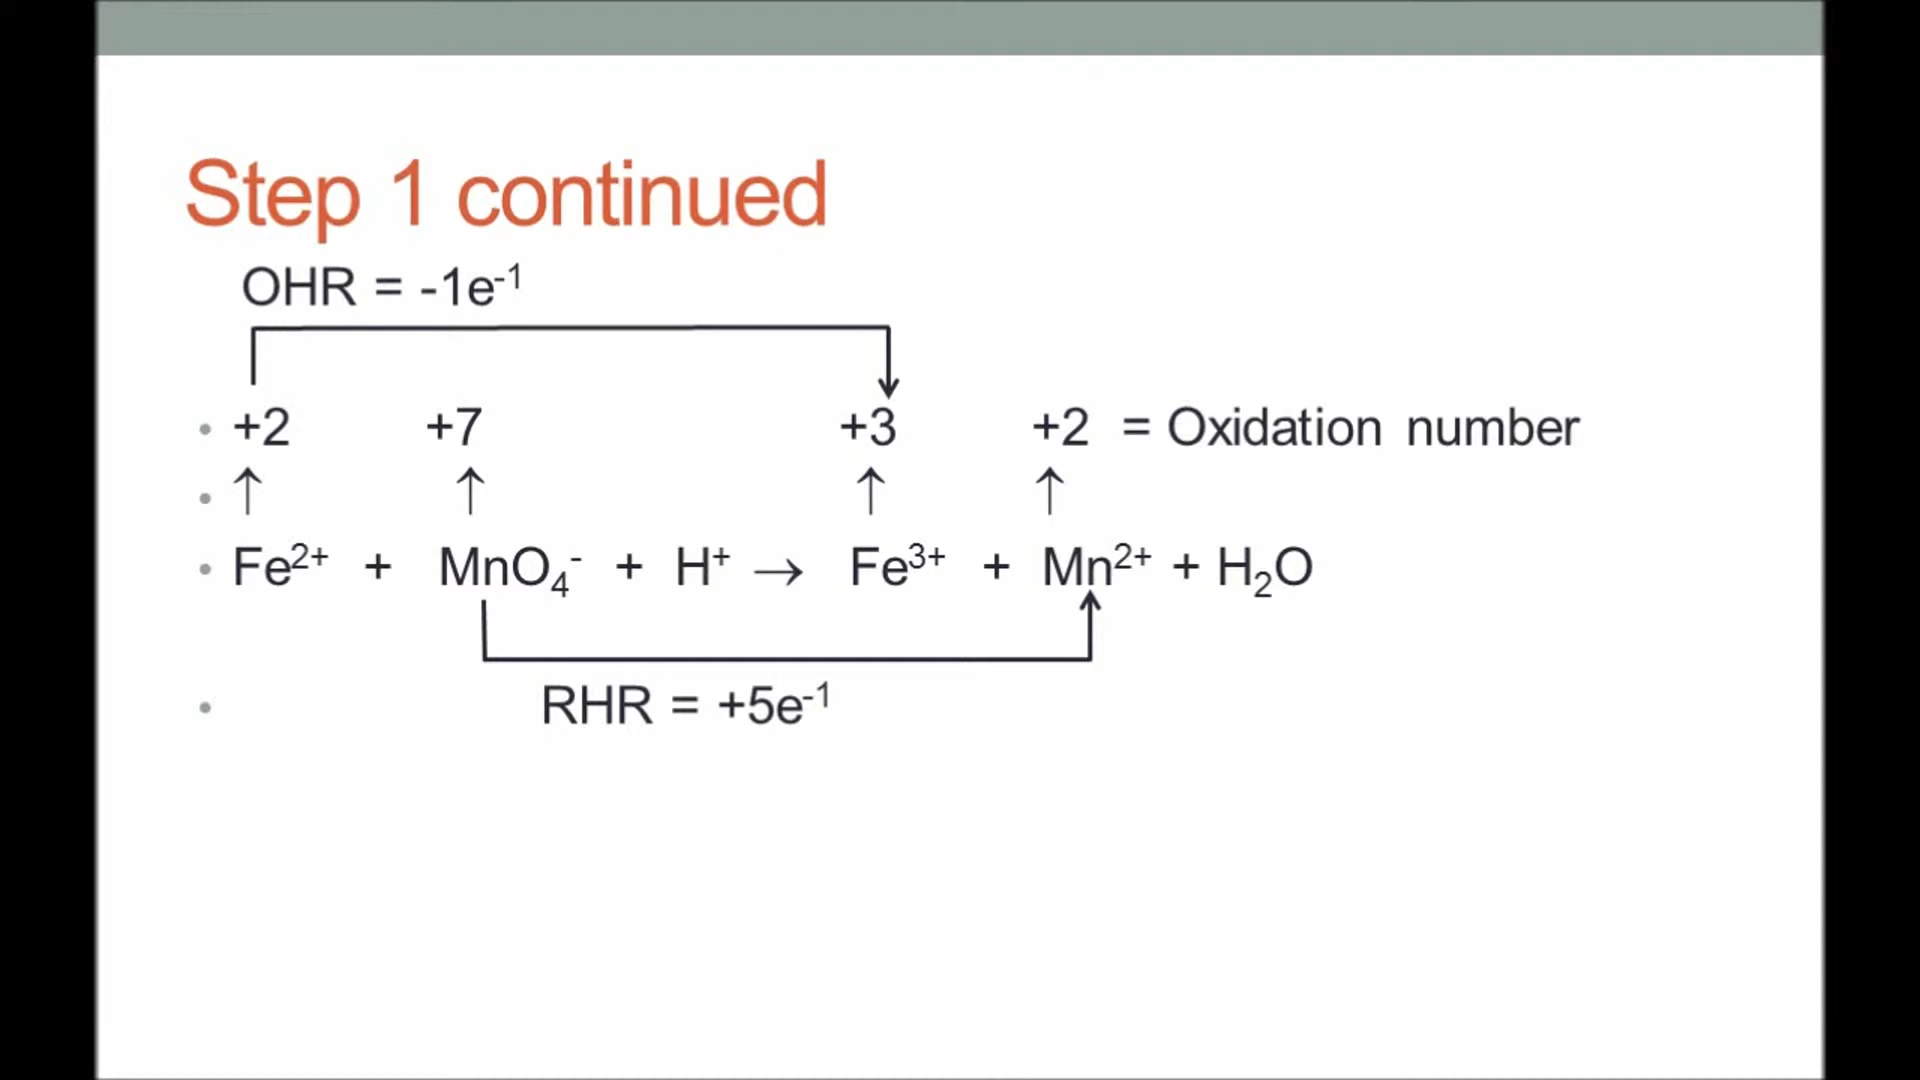 Step 1 continued
OHR = -1e⁻¹
• +2 +7 +3 +2 = Oxidation number
• ↑ ↑ ↑ ↑
• Fe²⁺ + MnO₄⁻ + H⁺ → Fe³⁺ + Mn²⁺ + H₂O
• RHR = +5e⁻¹